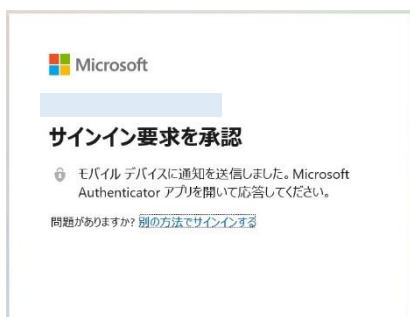 Microsoft
サインイン要求を承認
モバイル デバイスに通知を送信しました。Microsoft
Authenticator アプリを開いて応答してください。
問題がありますか? 別の方法でサインインする